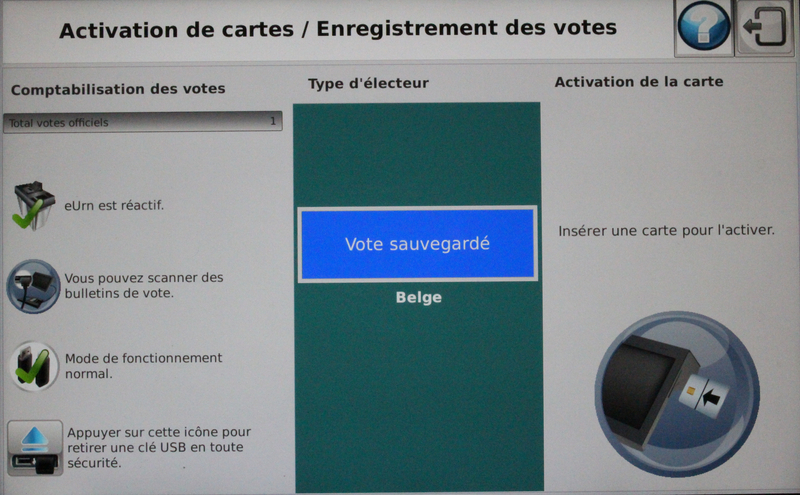 Activation de cartes / Enregistrement des votes
Comptabilisation des votes
Total votes officiels 1
eUrn est réactif.
Vous pouvez scanner des
bulletins de vote.
Mode de fonctionnement
normal.
Appuyer sur cette icône pour
retirer une clé USB en toute
sécurité.
Type d'électeur
Vote sauvegardé
Belge
Activation de la carte
Insérer une carte pour l'activer.